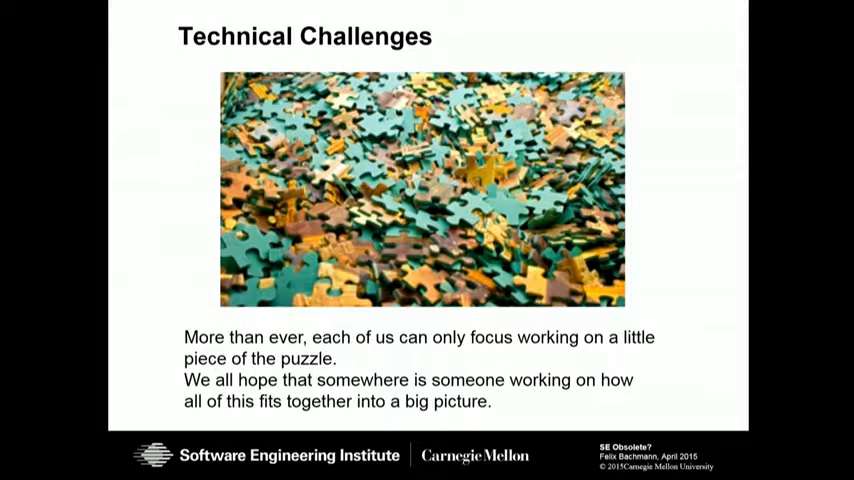 Technical Challenges
More than ever, each of us can only focus working on a little
piece of the puzzle.
We all hope that somewhere is someone working on how
all of this fits together into a big picture.
Software Engineering Institute
Carnegie Mellon
SE Obsolete?
Felix Bachmann, April 2015
© 2015Carnegie Mellon University